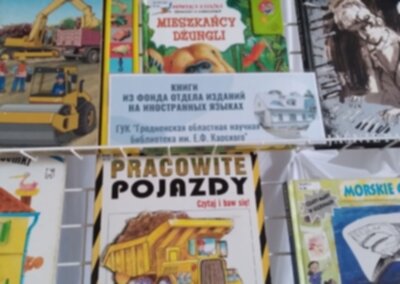 MIESZKAŃCY
DŻUNGLI
КНИГИ
ИЗ ФОНДА ОТДЕЛА ИЗДАНИЙ
НА ИНОСТРАННЫХ ЯЗЫКАХ
ГУК "Гродненская областная научная
библиотека им. Е.Ф. Карского"
PRACOWITE
POJAZDY
Czytaj i baw się!
MORSKIE